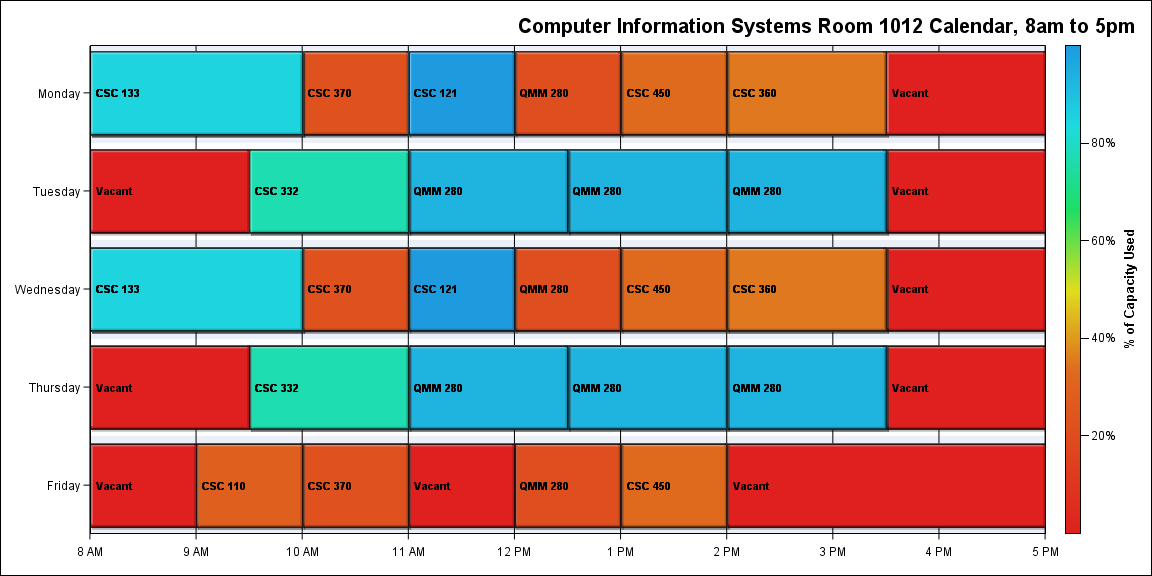 Computer Information Systems Room 1012 Calendar, 8am to 5pm
Monday
CSC 133
CSC 370
CSC 121
QMM 280
CSC 450
CSC 360
Vacant
Tuesday
Vacant
CSC 332
QMM 280
QMM 280
QMM 280
Vacant
Wednesday
CSC 133
CSC 370
CSC 121
QMM 280
CSC 450
CSC 360
Vacant
Thursday
Vacant
CSC 332
QMM 280
QMM 280
QMM 280
Vacant
Friday
Vacant
CSC 110
CSC 370
Vacant
QMM 280
CSC 450
Vacant
8 AM
9 AM
10 AM
11 AM
12 PM
1 PM
2 PM
3 PM
4 PM
5 PM
80%
60%
40%
20%
% of Capacity Used